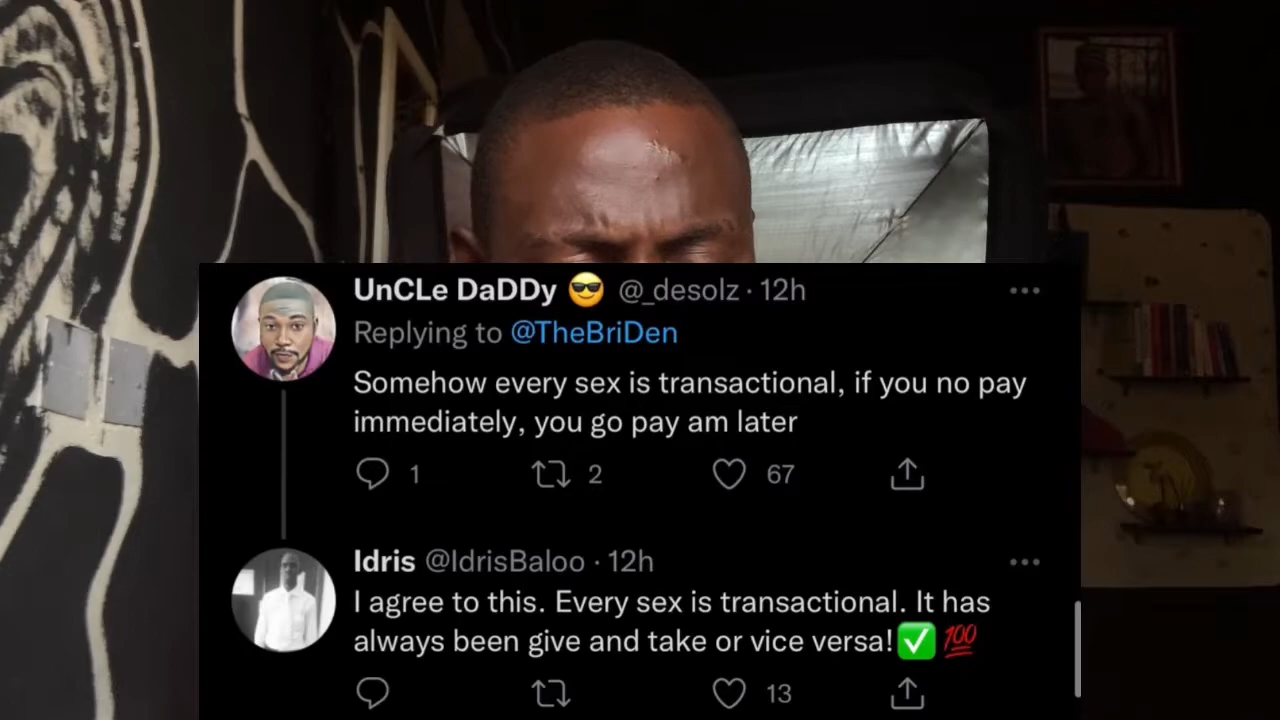 UnCLe DaDDy 😎 @_desolz · 12h
Replying to @TheBriDen
Somehow every sex is transactional, if you no pay
immediately, you go pay am later
1 2 67
Idris @IdrisBaloo · 12h
I agree to this. Every sex is transactional. It has
always been give and take or vice versa!✅ 💯
13